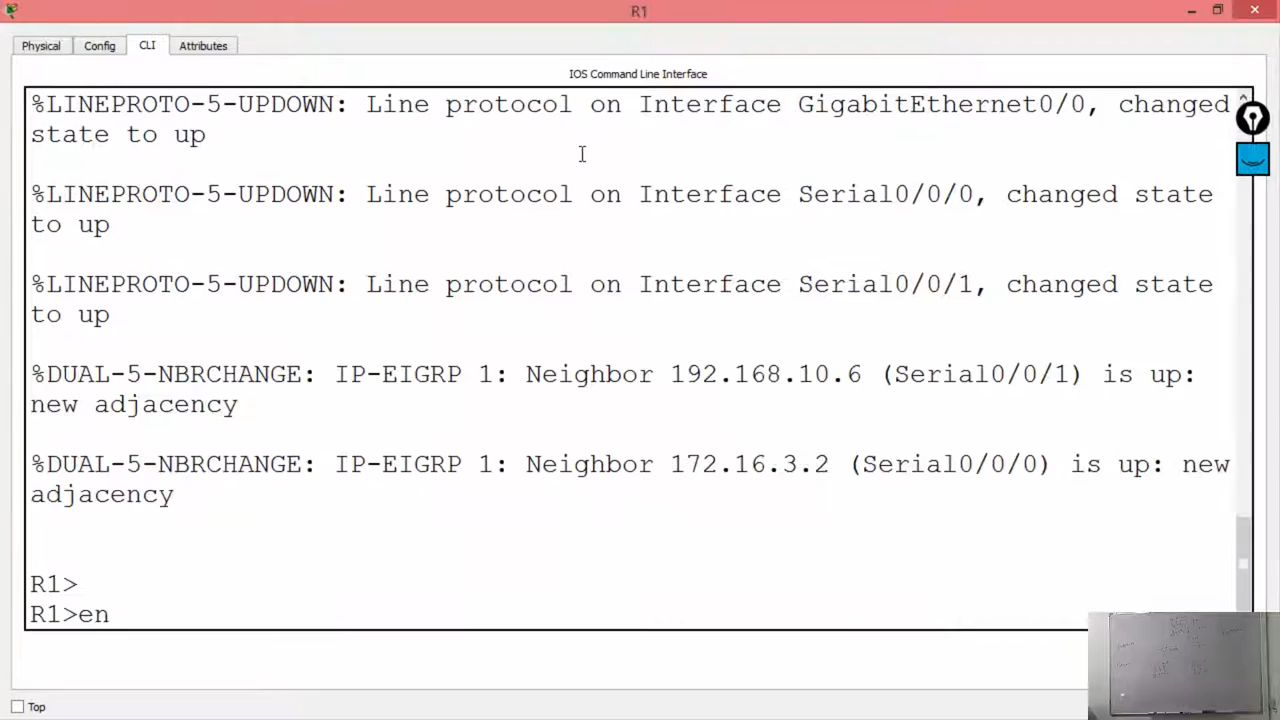 R1
Physical Config CLI Attributes
IOS Command Line Interface
%LINEPROTO-5-UPDOWN: Line protocol on Interface GigabitEthernet0/0, changed
state to up
%LINEPROTO-5-UPDOWN: Line protocol on Interface Serial0/0/0, changed state
to up
%LINEPROTO-5-UPDOWN: Line protocol on Interface Serial0/0/1, changed state
to up
%DUAL-5-NBRCHANGE: IP-EIGRP 1: Neighbor 192.168.10.6 (Serial0/0/1) is up:
new adjacency
%DUAL-5-NBRCHANGE: IP-EIGRP 1: Neighbor 172.16.3.2 (Serial0/0/0) is up: new
adjacency
R1>
R1>en
Top